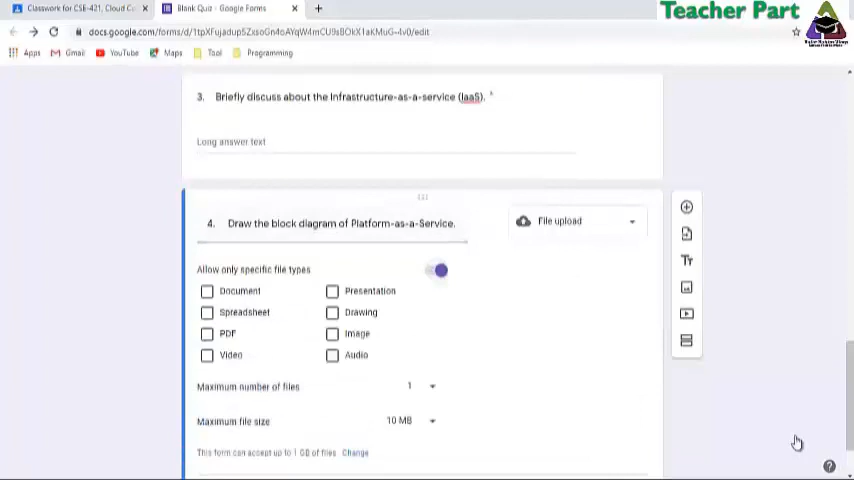 Teacher Part
Classwork for CSE-421, Cloud Co
Blank Quiz - Google Forms
Apps
Gmail
YouTube
Maps
Tool
Programming
3. Briefly discuss about the Infrastructure-as-a-service (IaaS). *
Long answer text
4. Draw the block diagram of Platform-as-a-Service.
File upload
Allow only specific file types
Document
Presentation
Spreadsheet
Drawing
PDF
Image
Video
Audio
Maximum number of files
1
Maximum file size
10 MB
This form can accept up to 1 GB of files Change